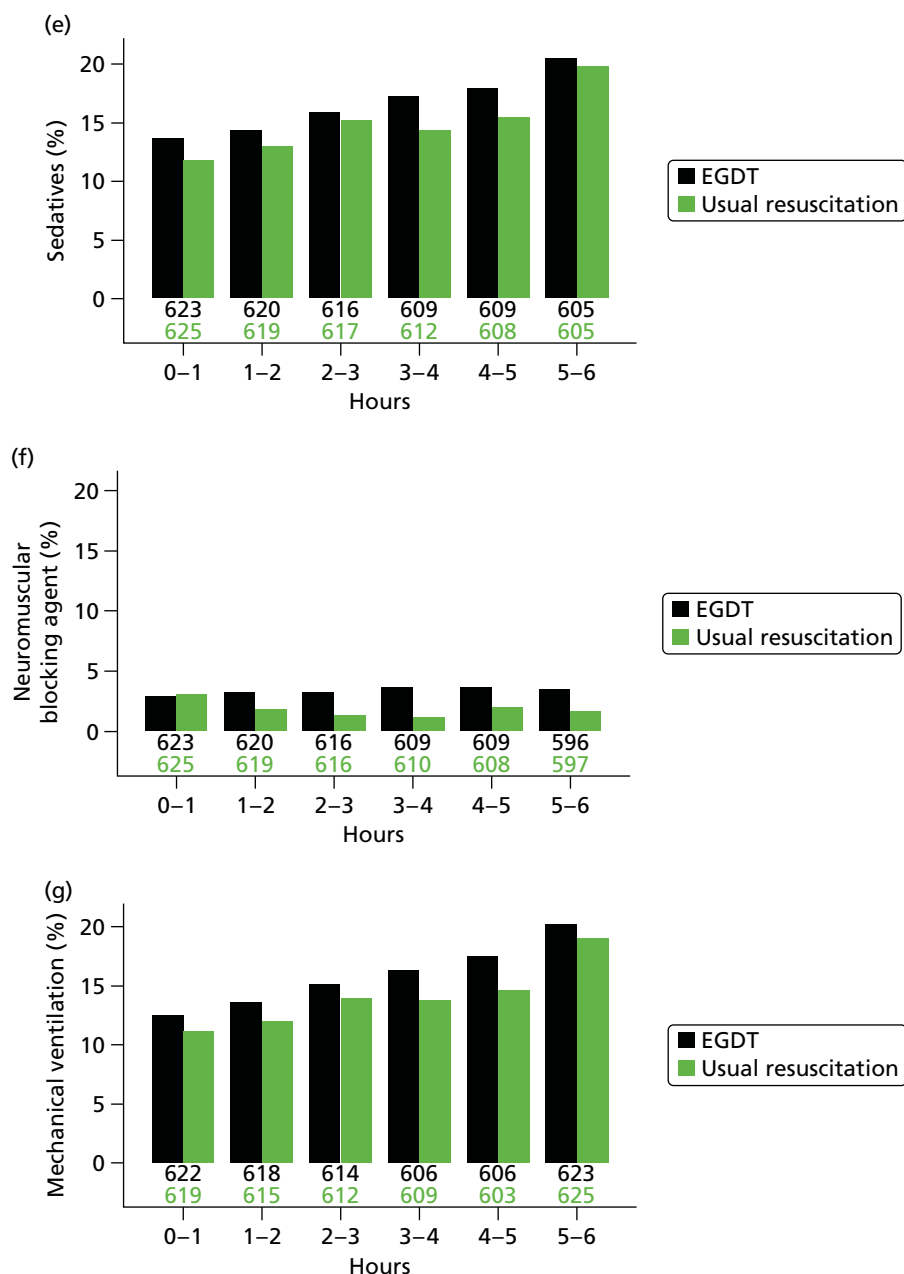 (e)
Sedatives (%)
20
15
10
5
0
623 620 616 609 609 605
625 619 617 612 608 605
0–1 1–2 2–3 3–4 4–5 5–6
Hours
EGDT
Usual resuscitation
(f)
Neuromuscular
blocking agent (%)
20
15
10
5
0
623 620 616 609 609 596
625 619 616 610 608 597
0–1 1–2 2–3 3–4 4–5 5–6
Hours
EGDT
Usual resuscitation
(g)
Mechanical ventilation (%)
20
15
10
5
0
622 618 614 606 606 623
619 615 612 609 603 625
0–1 1–2 2–3 3–4 4–5 5–6
Hours
EGDT
Usual resuscitation